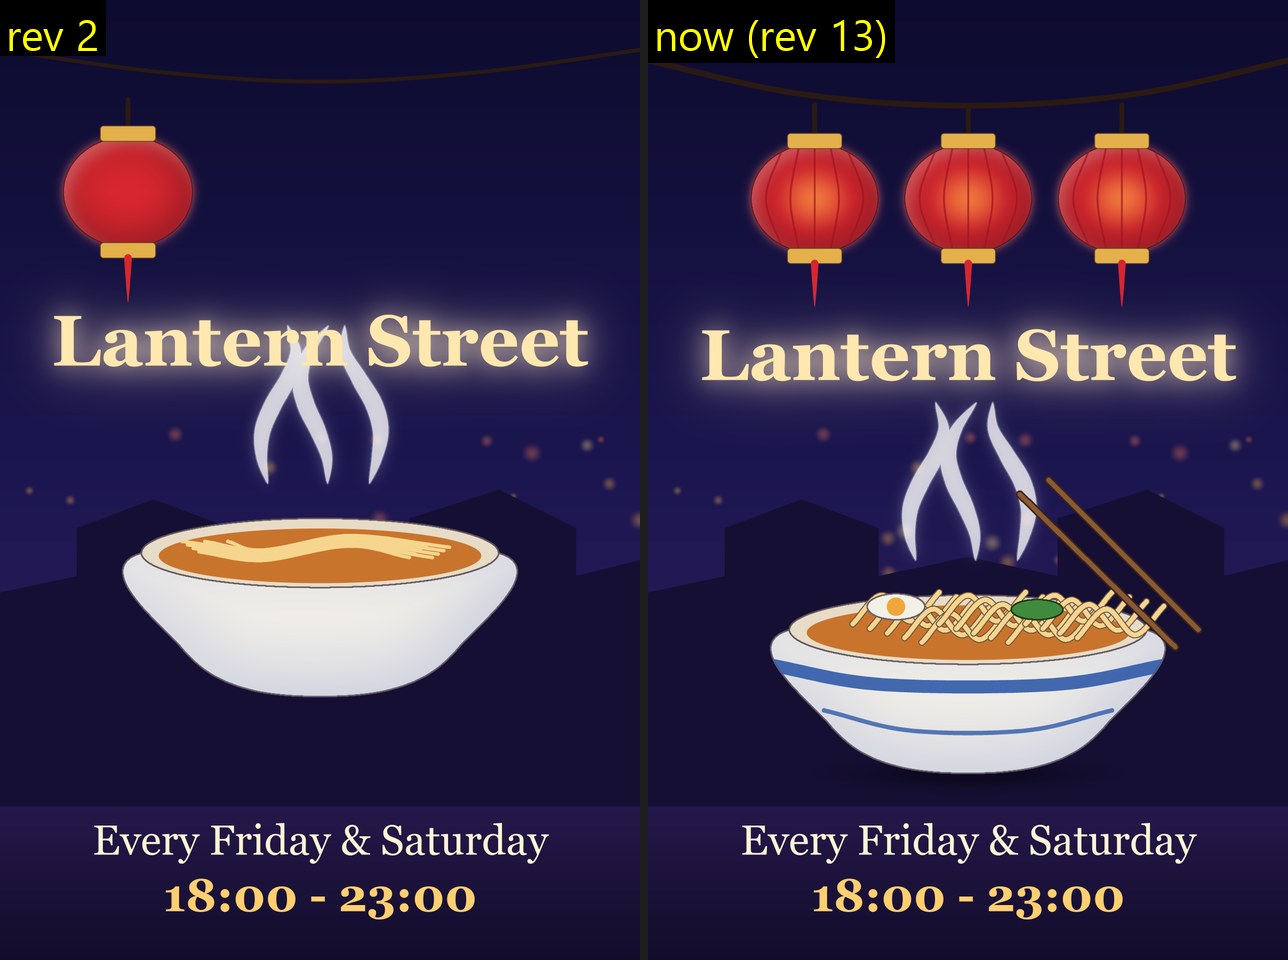 rev 2
Lantern Street
Every Friday & Saturday
18:00 - 23:00
now (rev 13)
Lantern Street
Every Friday & Saturday
18:00 - 23:00